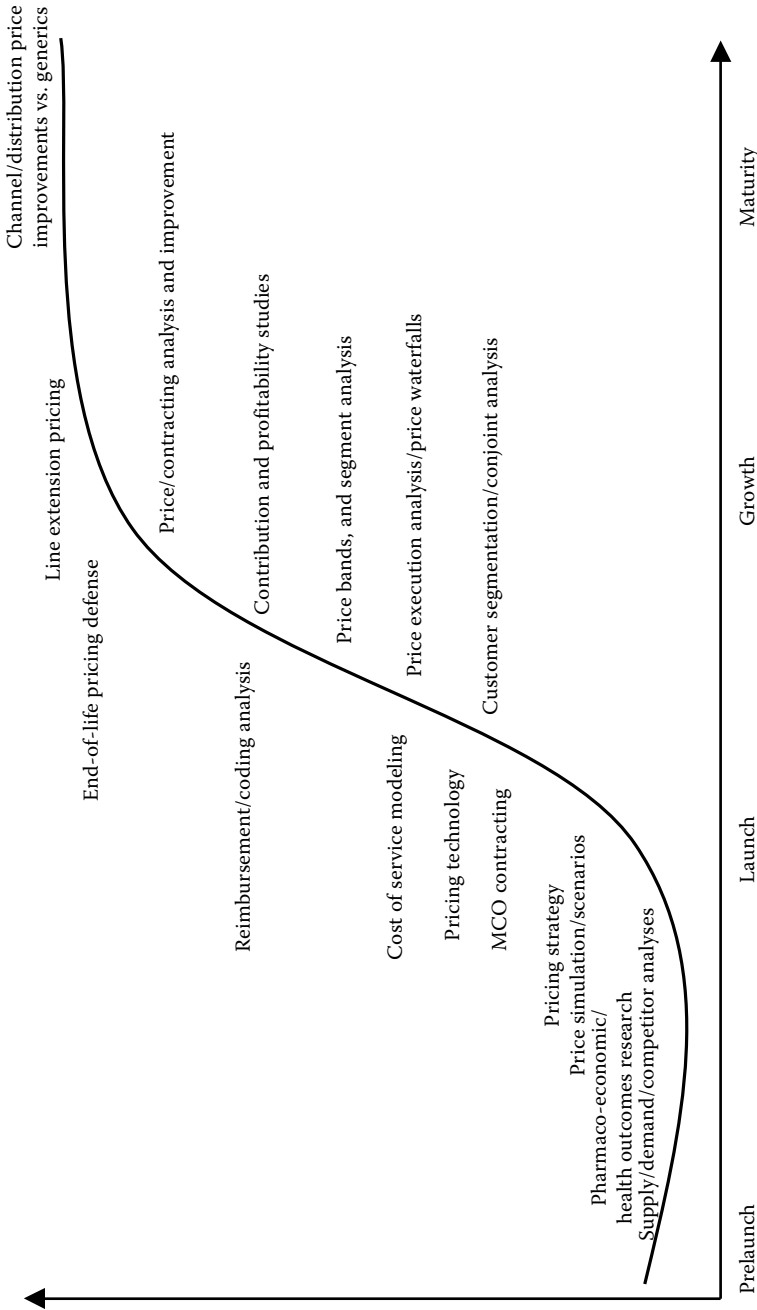 Channel/distribution price
improvements vs. generics
Line extension pricing
End-of-life pricing defense
Price/contracting analysis and improvement
Reimbursement/coding analysis
Contribution and profitability studies
Price bands, and segment analysis
Cost of service modeling
Price execution analysis/price waterfalls
Pricing technology
Customer segmentation/conjoint analysis
MCO contracting
Pricing strategy
Price simulation/scenarios
Pharmaco-economic/
health outcomes research
Supply/demand/competitor analyses
Prelaunch
Launch
Growth
Maturity